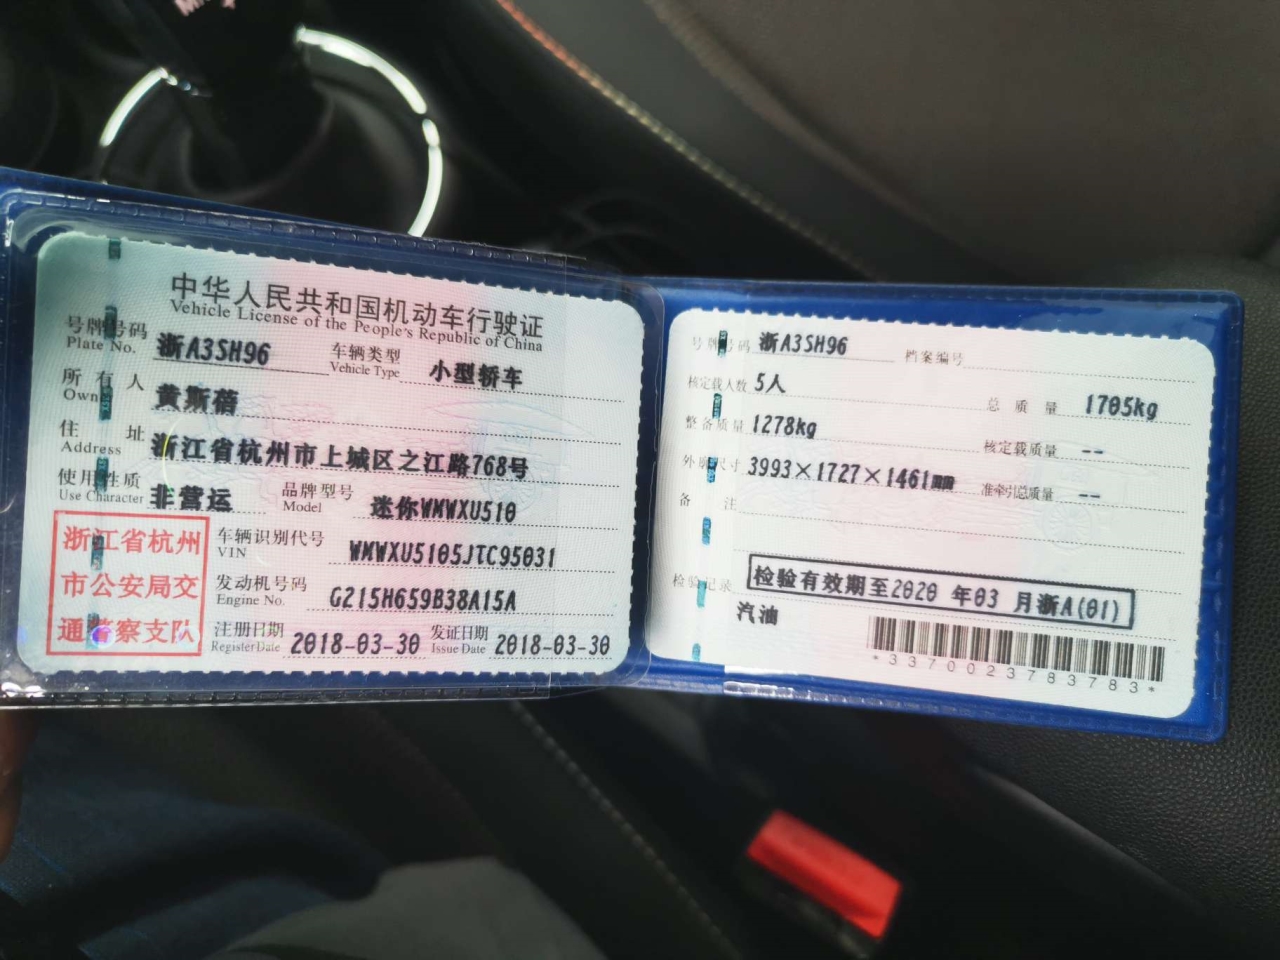 中华人民共和国机动车行驶证
Vehicle License of the People's Republic of China
号牌号码 浙A3SH96 车辆类型 小型轿车
Plate No. Vehicle Type
所有人 黄斯蓓
Own
住址 浙江省杭州市上城区之江路768号
Address
使用性质 非营运 品牌型号 迷你WMWXU510
Use Character Model
浙江省杭州
市公安局交
通警察支队
车辆识别代号 WMWXU5105JTC95031
VIN
发动机号码 G215H659B38A15A
Engine No.
注册日期 2018-03-30 发证日期 2018-03-30
Register Date Issue Date
号牌号码 浙A3SH96 档案编号
核定载人数 5人 总质量 1705kg
整备质量 1278kg 核定载质量 --
外廓尺寸 3993×1727×1461mm 准牵引总质量 --
备注
检验记录 检验有效期至2020年03月浙A(01)
汽油
*3370023783783*